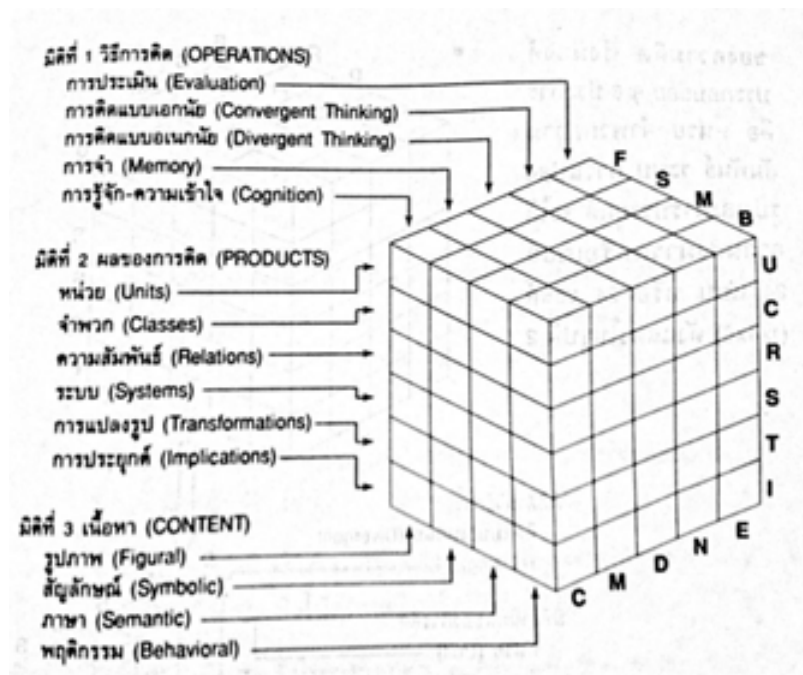 มิติที่ 1 วิธีการคิด (OPERATIONS)
การประเมิน (Evaluation)
การคิดแบบเอกนัย (Convergent Thinking)
การคิดแบบอเนกนัย (Divergent Thinking)
การจำ (Memory)
การรู้จัก-ความเข้าใจ (Cognition)
F
S
M
B
มิติที่ 2 ผลของการคิด (PRODUCTS)
หน่วย (Units)
จำพวก (Classes)
ความสัมพันธ์ (Relations)
ระบบ (Systems)
การแปลงรูป (Transformations)
การประยุกต์ (Implications)
U
C
R
S
T
I
มิติที่ 3 เนื้อหา (CONTENT)
รูปภาพ (Figural)
สัญลักษณ์ (Symbolic)
ภาษา (Semantic)
พฤติกรรม (Behavioral)
C M D N E